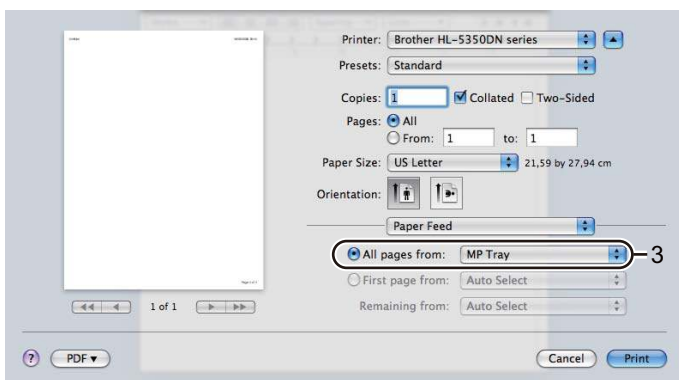 Printer: Brother HL-5350DN series
Presets: Standard
Copies: 1 Collated Two-Sided
Pages: All
From: 1 to: 1
Paper Size: US Letter 21,59 by 27,94 cm
Orientation:
Paper Feed
All pages from: MP Tray 3
First page from: Auto Select
Remaining from: Auto Select
1 of 1
? PDF▼ Cancel Print